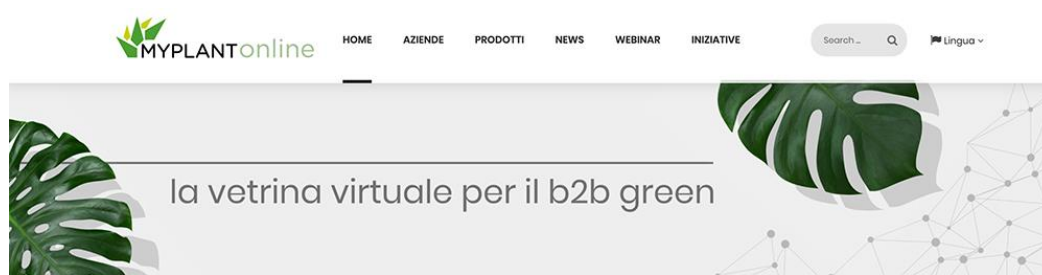 MYPLANTonline
HOME AZIENDE PRODOTTI NEWS WEBINAR INIZIATIVE Search... Lingua
la vetrina virtuale per il b2b green